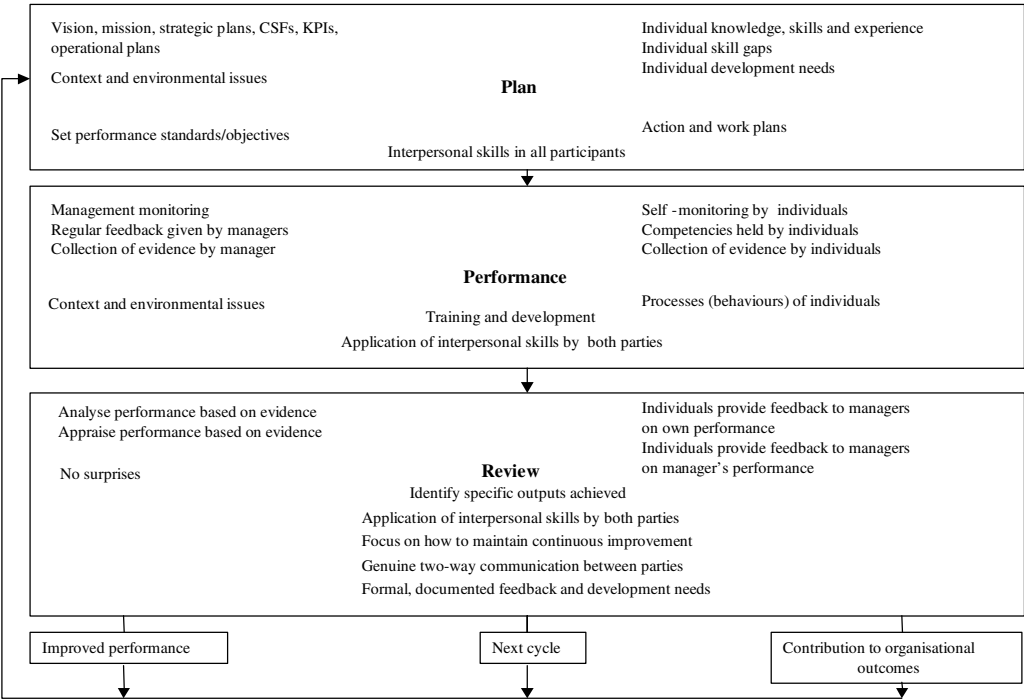 Vision, mission, strategic plans, CSFs, KPIs,
operational plans
Context and environmental issues
Set performance standards/objectives
Individual knowledge, skills and experience
Individual skill gaps
Individual development needs
Plan
Action and work plans
Interpersonal skills in all participants
Management monitoring
Regular feedback given by managers
Collection of evidence by manager
Context and environmental issues
Self - monitoring by individuals
Competencies held by individuals
Collection of evidence by individuals
Performance
Processes (behaviours) of individuals
Training and development
Application of interpersonal skills by both parties
Analyse performance based on evidence
Appraise performance based on evidence
No surprises
Individuals provide feedback to managers
on own performance
Individuals provide feedback to managers
on manager's performance
Review
Identify specific outputs achieved
Application of interpersonal skills by both parties
Focus on how to maintain continuous improvement
Genuine two-way communication between parties
Formal, documented feedback and development needs
Improved performance
Next cycle
Contribution to organisational
outcomes